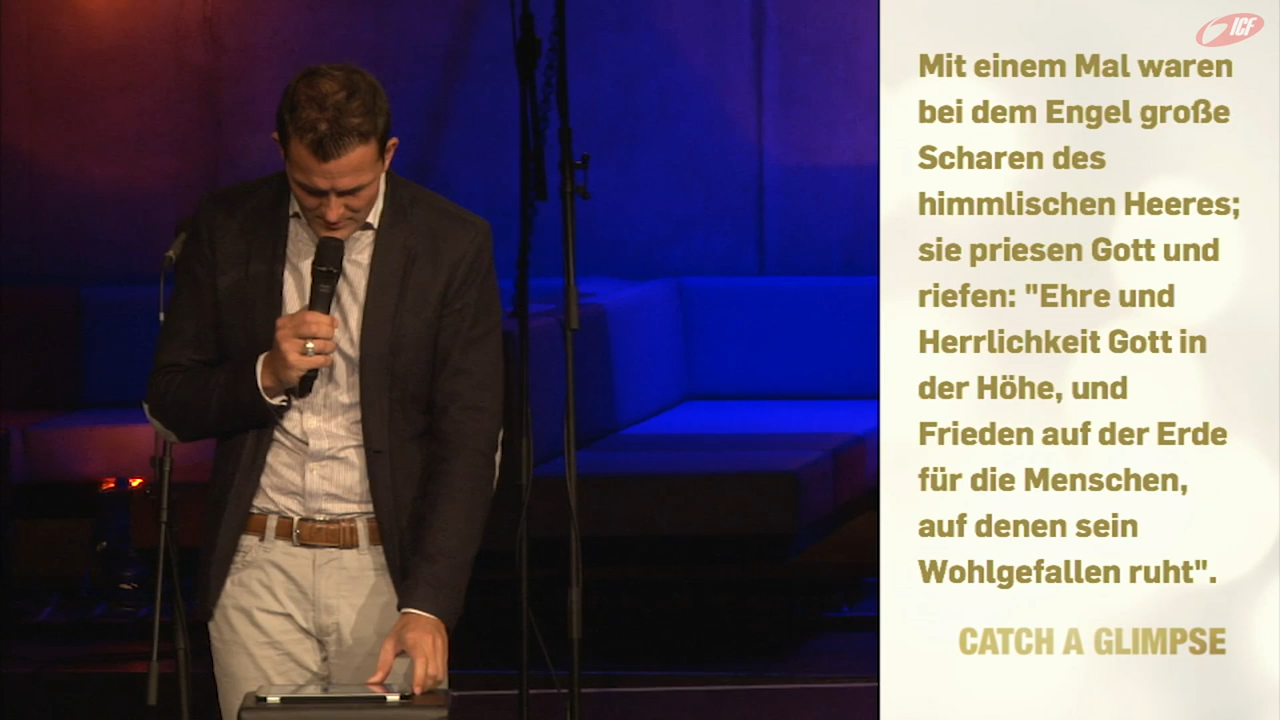 ICF
Mit einem Mal waren
bei dem Engel große
Scharen des
himmlischen Heeres;
sie priesen Gott und
riefen: "Ehre und
Herrlichkeit Gott in
der Höhe, und
Frieden auf der Erde
für die Menschen,
auf denen sein
Wohlgefallen ruht".
CATCH A GLIMPSE